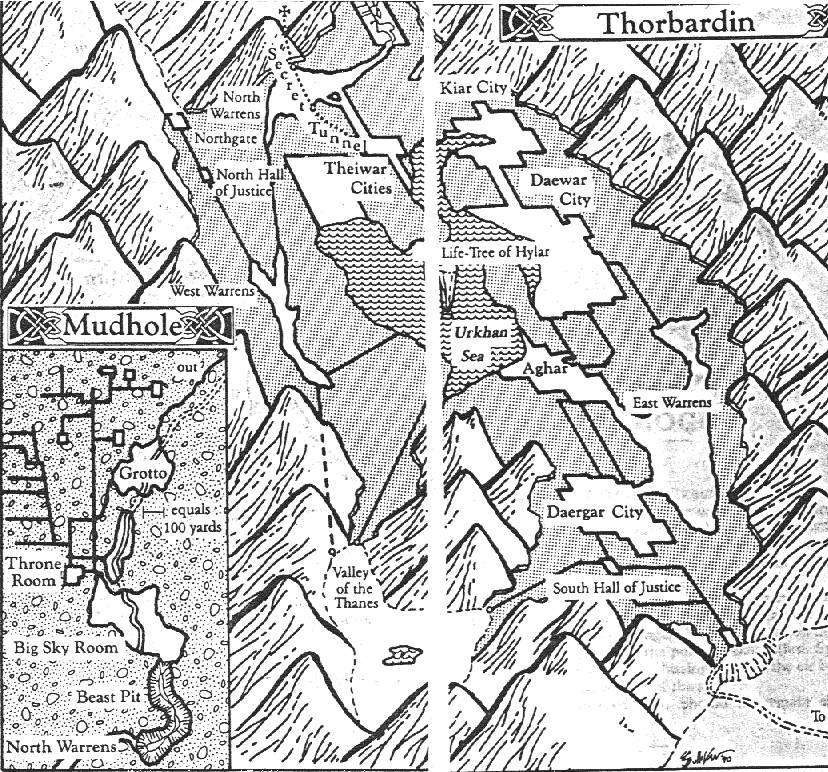 Thorbardin
Secret
Tunnel
North
Warrens
Northgate
North Hall
of Justice
Theiwar
Cities
West Warrens
Valley
of the
Thanes
Kiar City
Daewar
City
Life-Tree of Hylar
Urkhan
Sea
Aghar
East Warrens
Daergar City
South Hall of Justice
To
Mudhole
out
Grotto
equals
100 yards
Throne
Room
Big Sky Room
Beast Pit
North Warrens